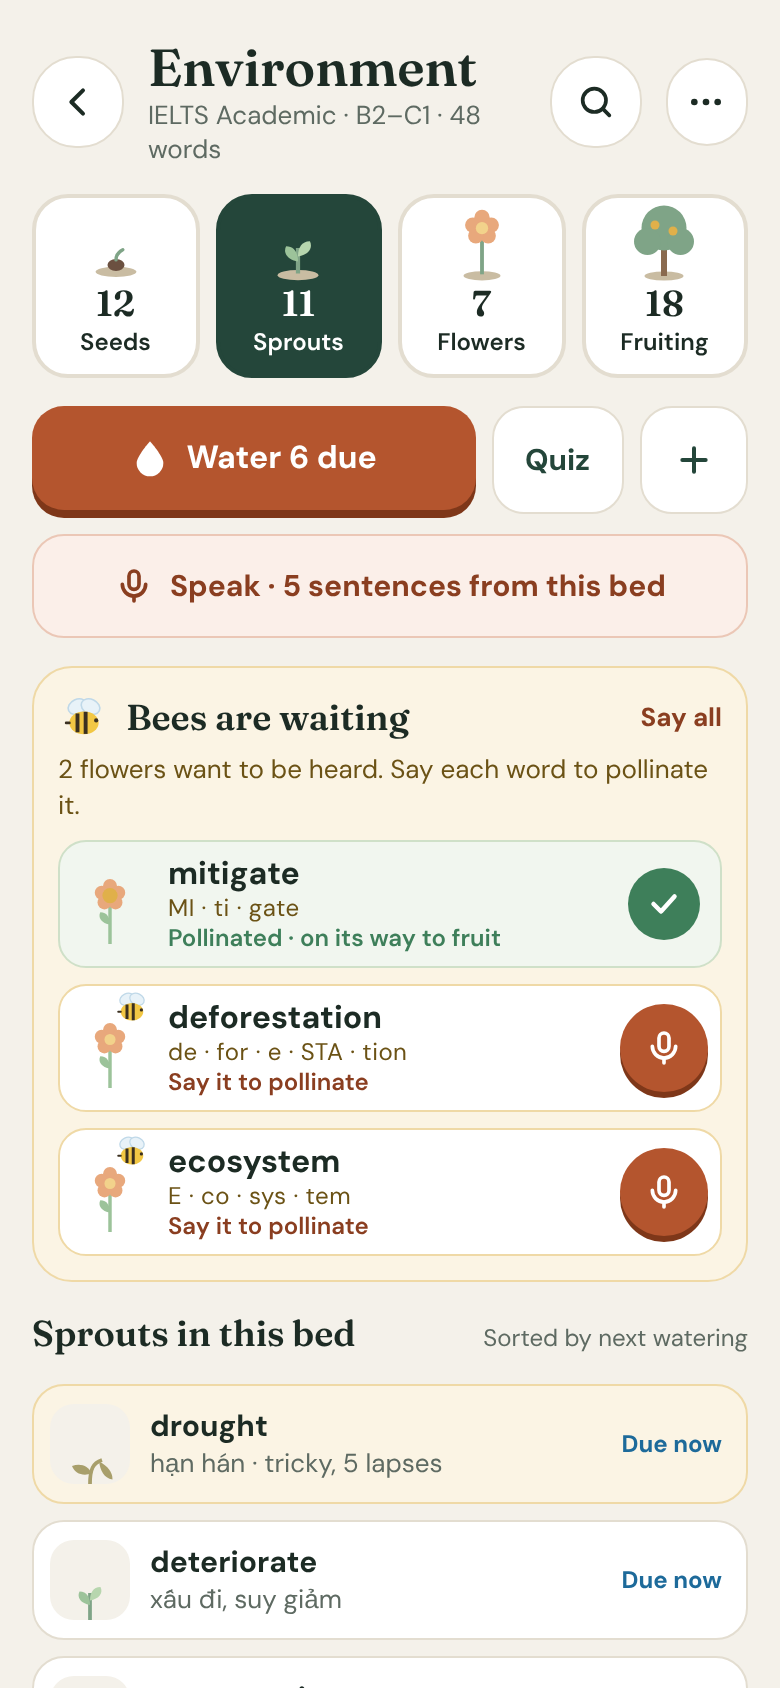 Environment
IELTS Academic · B2–C1 · 48
words
12
Seeds
11
Sprouts
7
Flowers
18
Fruiting
Water 6 due
Quiz
Speak · 5 sentences from this bed
Bees are waiting
Say all
2 flowers want to be heard. Say each word to pollinate
it.
mitigate
MI · ti · gate
Pollinated · on its way to fruit
deforestation
de · for · e · STA · tion
Say it to pollinate
ecosystem
E · co · sys · tem
Say it to pollinate
Sprouts in this bed
Sorted by next watering
drought
hạn hán · tricky, 5 lapses
Due now
deteriorate
xấu đi, suy giảm
Due now